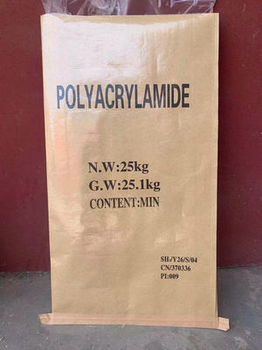 POLYACRYLAMIDE
N.W:25kg
G.W:25.1kg
CONTENT:MIN
SH./Y26/S/04
CN/370336
PI:009